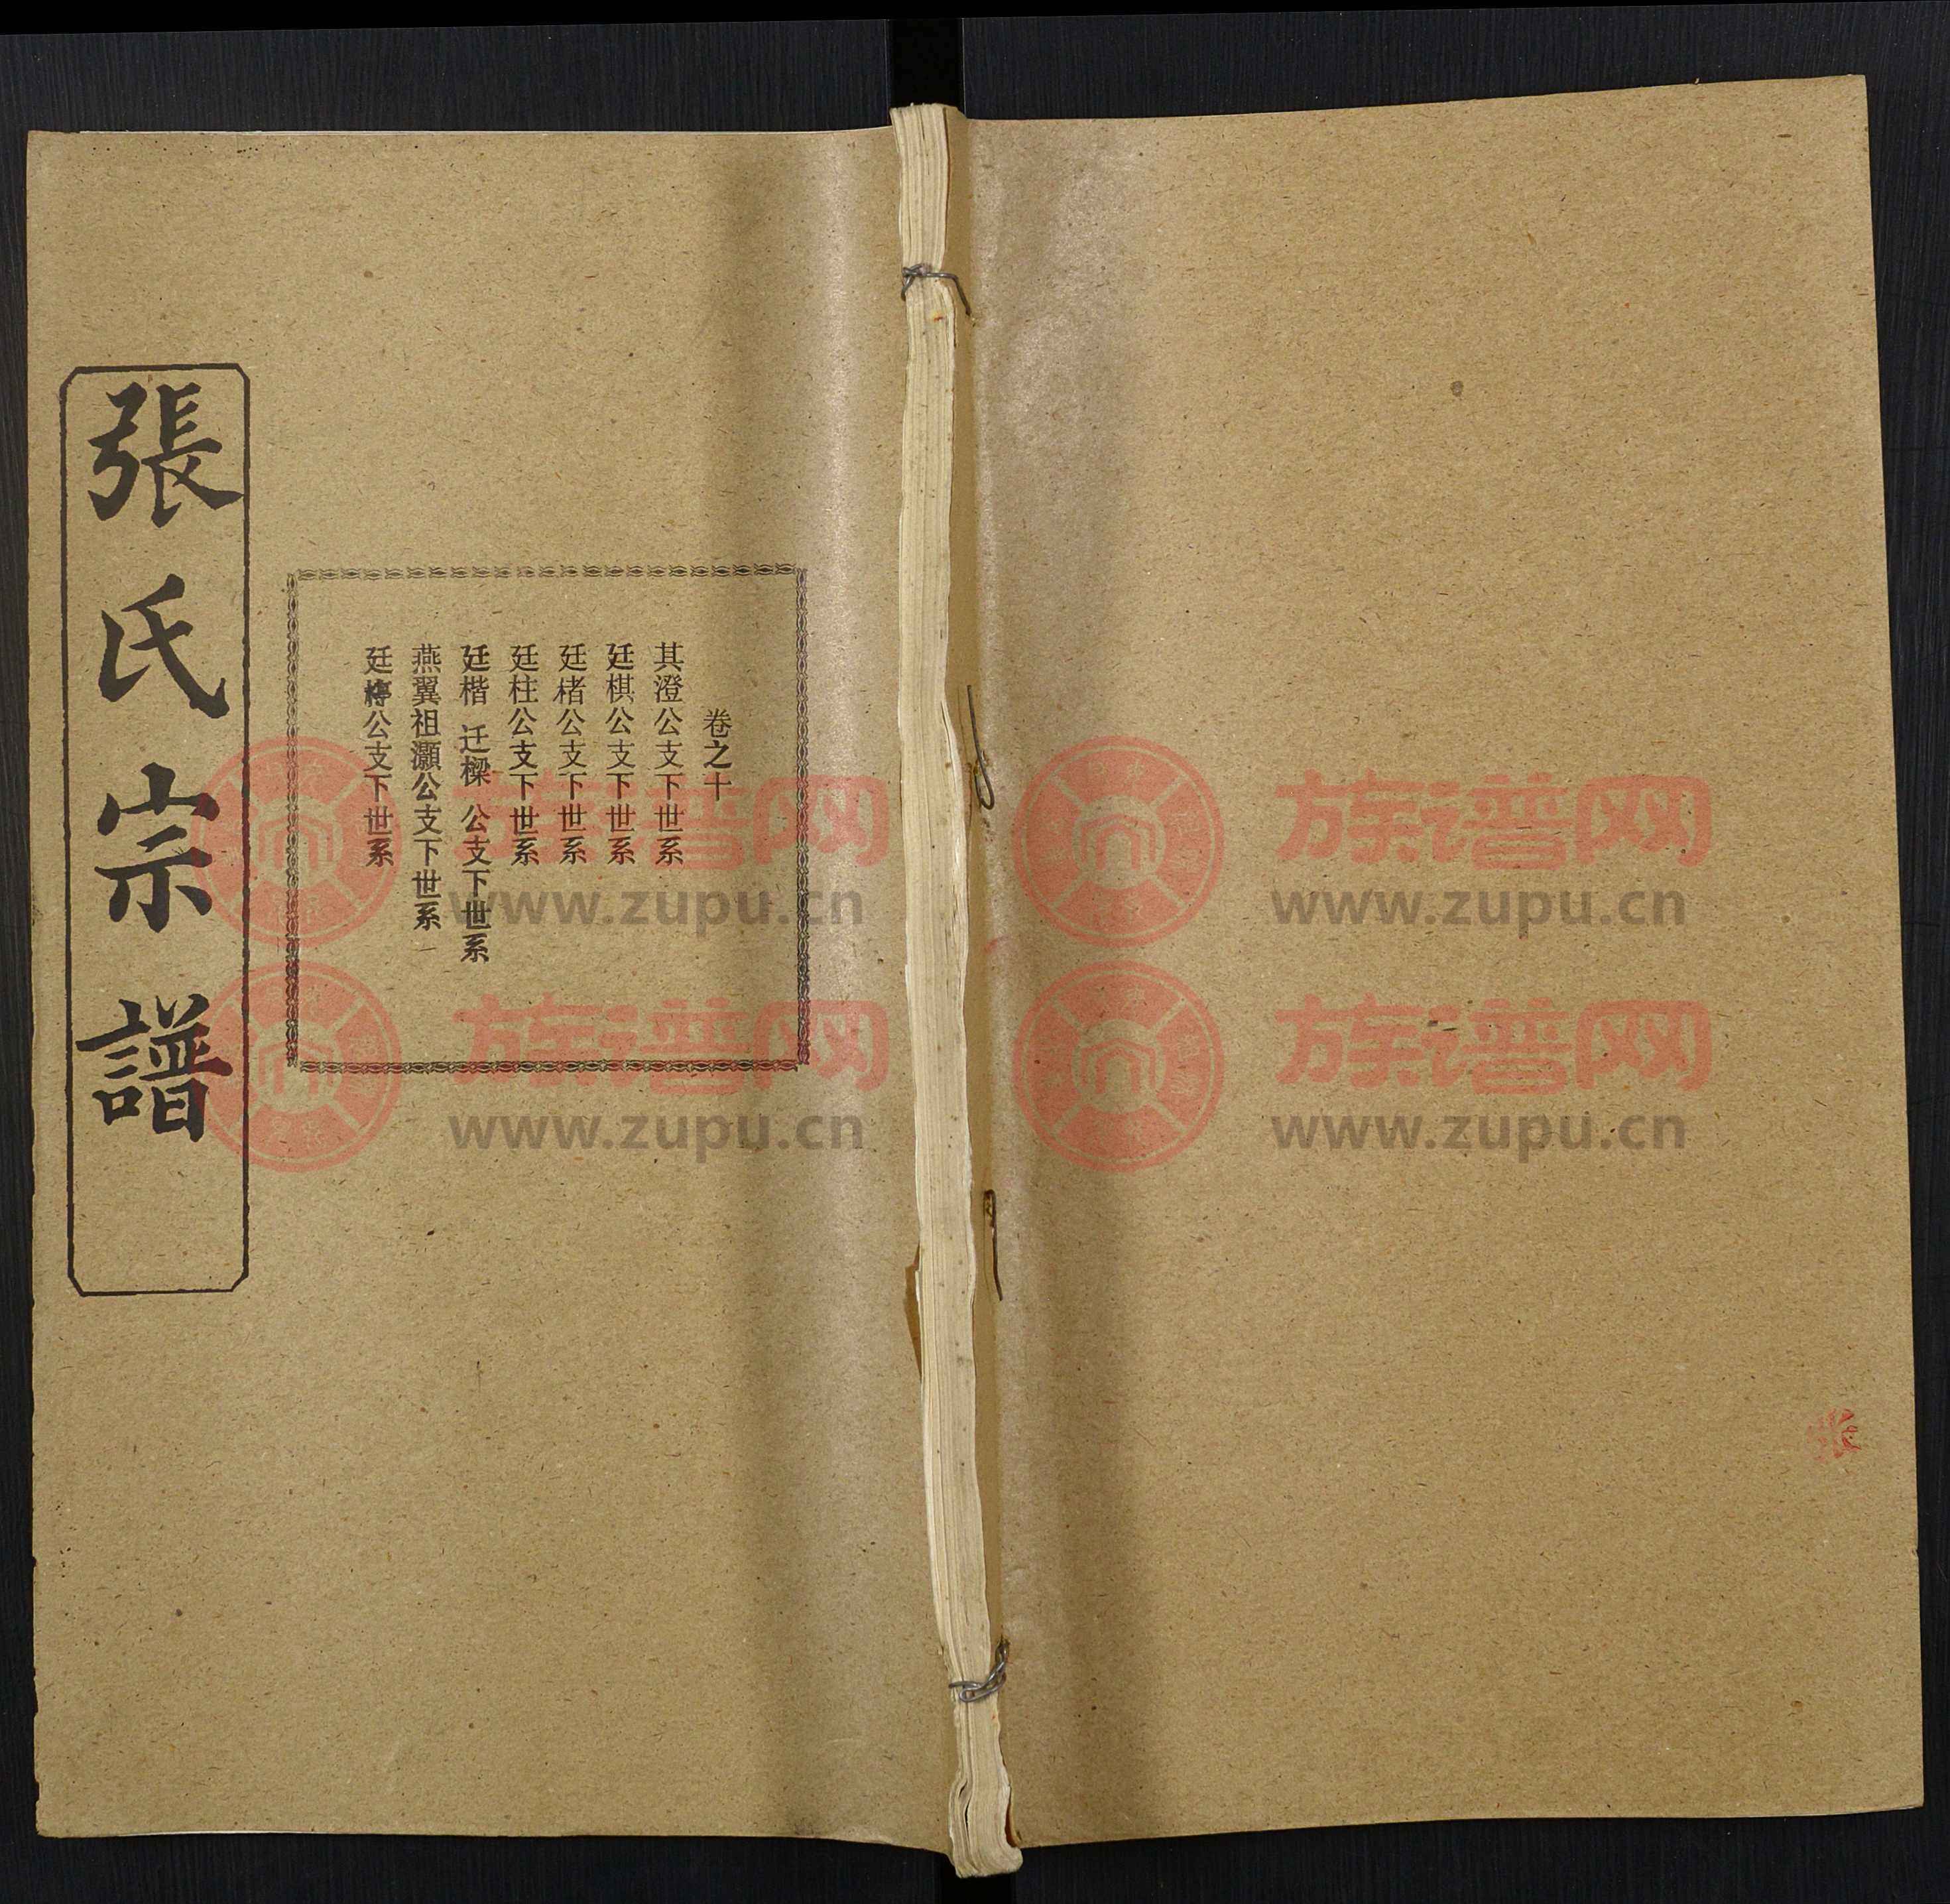 張氏宗譜
卷之十
其澄公支下世系
廷棋公支下世系
廷楮公支下世系
廷柱公支下世系
廷楷 迁樑 公支下世系
燕翼祖灝公支下世系
廷檸公支下世系
族谱网
www.zupu.cn
族谱网
www.zupu.cn
族谱网
www.zupu.cn
族谱网
www.zupu.cn